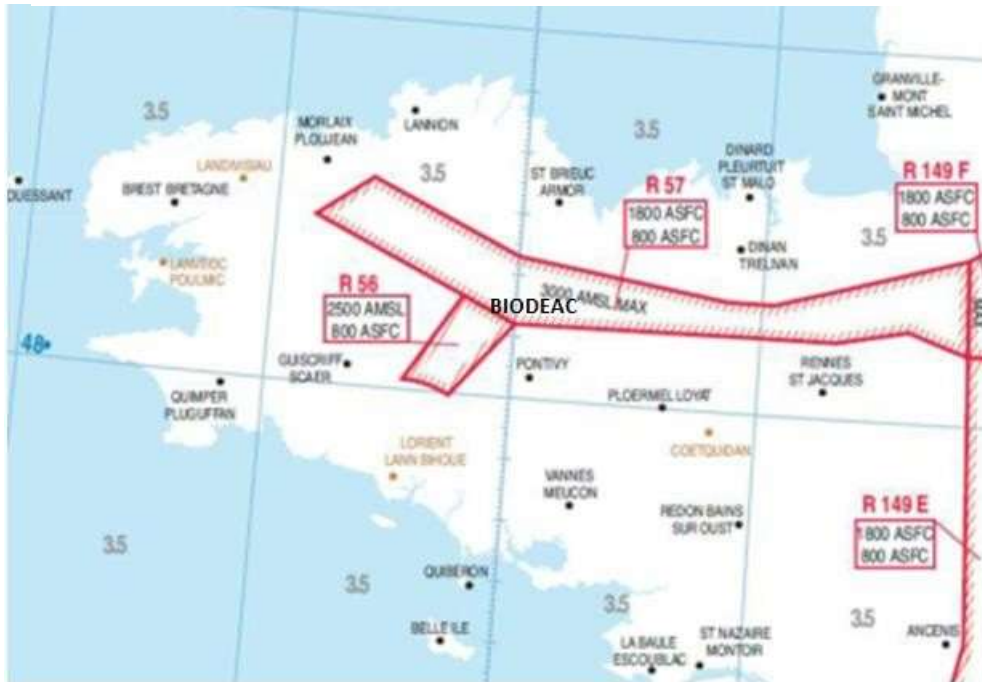 GRANVILLE-
MONT
SAINT MICHEL
3.5
MORLAIX
PLOUJEAN
LANNION
3.5
LANDIVISIAU
3.5
ST BRIEUC
ARMOR
DINARD
PLEURTUIT
ST MALO
R 57
1800 ASFC
800 ASFC
R 149 F
1800 ASFC
800 ASFC
OUESSANT
BREST BRETAGNE
3.5
DINAN
TRELIVAN
LANVEOC
POULMIC
R 56
2500 AMSL
800 ASFC
3000 AMSL MAX
BIODEAC
48
GUISCRIFF
SCAER
PONTIVY
RENNES
ST JACQUES
QUIMPER
PLUGUFFAN
PLOERMEL LOYAT
LORIENT
LANN BIHOUE
COETQUIDAN
VANNES
MEUCON
REDON BAINS
SUR OUST
R 149 E
1800 ASFC
800 ASFC
3.5
QUIBERON
3.5
3.5
3.5
BELLE ILE
LA BAULE
ESCOUBLAC
ST NAZAIRE
MONTOIR
ANCENIS